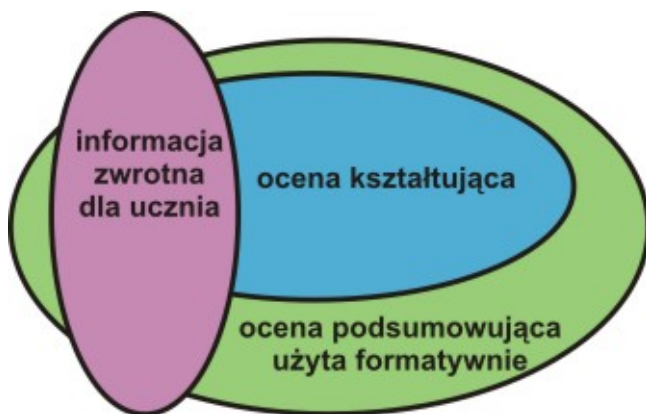 informacja
zwrotna
dla ucznia
ocena kształtująca
ocena podsumowująca
użyta formatywnie